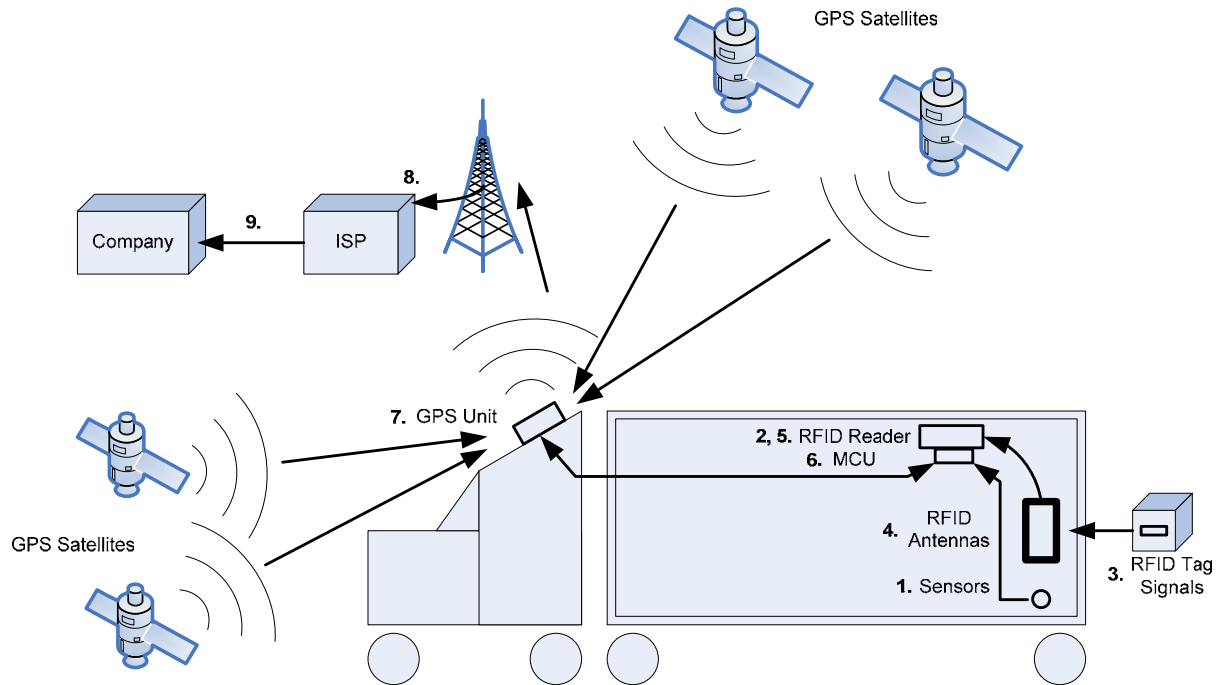 GPS Satellites
8.
9.
Company
ISP
7. GPS Unit
2, 5. RFID Reader
6. MCU
GPS Satellites
4. RFID
Antennas
3. RFID Tag
Signals
1. Sensors